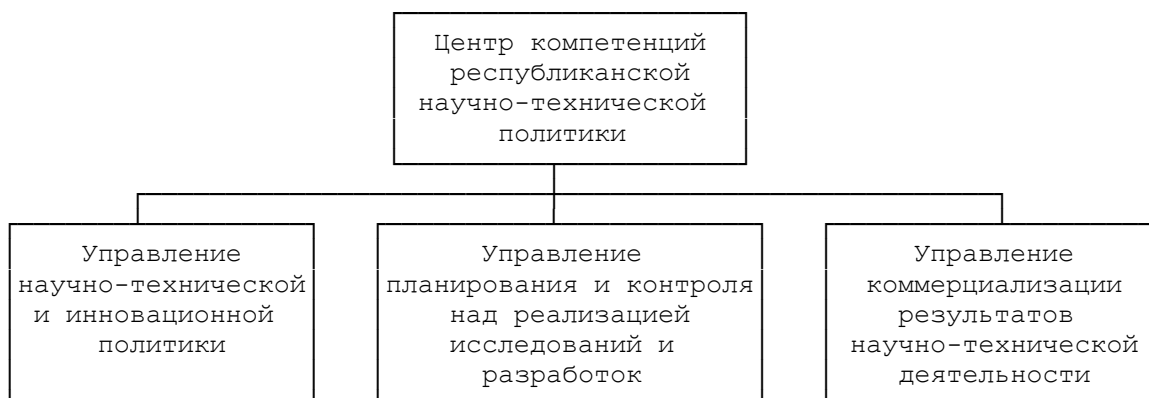 Центр компетенций
республиканской
научно-технической
политики
Управление
научно-технической
и инновационной
политики
Управление
планирования и контроля
над реализацией
исследований и
разработок
Управление
коммерциализации
результатов
научно-технической
деятельности